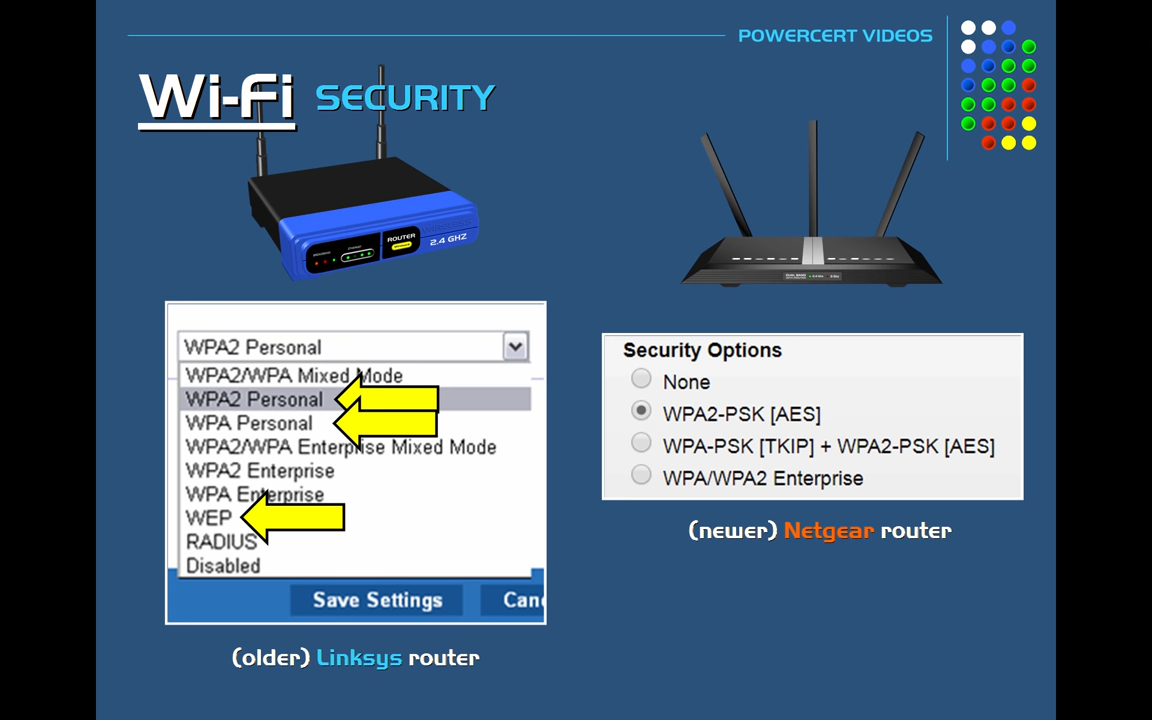 POWERCERT VIDEOS
Wi-Fi SECURITY
ROUTER
2.4 GHZ
WPA2 Personal
WPA2/WPA Mixed Mode
WPA2 Personal
WPA Personal
WPA2/WPA Enterprise Mixed Mode
WPA2 Enterprise
WPA Enterprise
WEP
RADIUS
Disabled
Save Settings Canc
(older) Linksys router
Security Options
None
WPA2-PSK [AES]
WPA-PSK [TKIP] + WPA2-PSK [AES]
WPA/WPA2 Enterprise
(newer) Netgear router